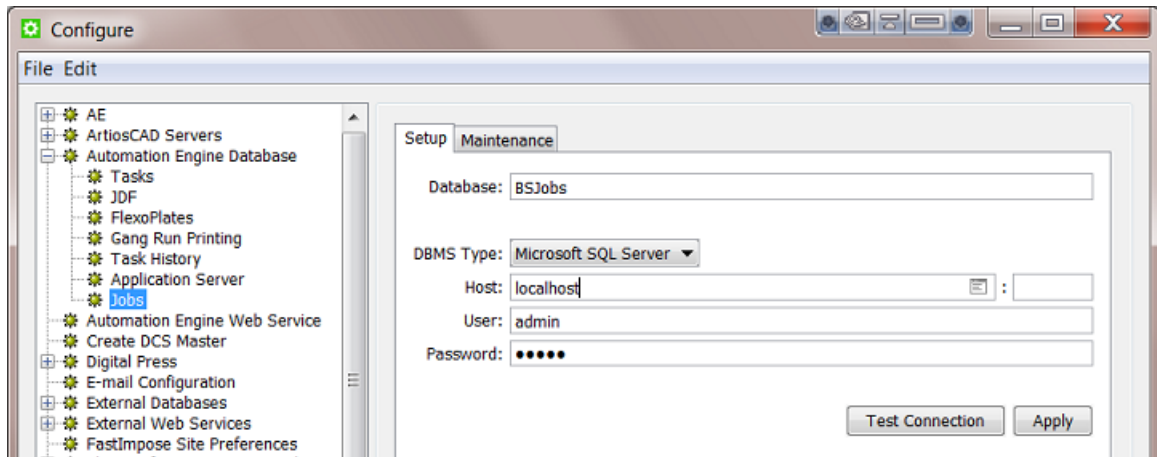 Configure
File Edit
AE
ArtiosCAD Servers
Automation Engine Database
Tasks
JDF
FlexoPlates
Gang Run Printing
Task History
Application Server
Jobs
Automation Engine Web Service
Create DCS Master
Digital Press
E-mail Configuration
External Databases
External Web Services
FastImpose Site Preferences
Setup Maintenance
Database: BSJobs
DBMS Type: Microsoft SQL Server
Host: localhost :
User: admin
Password: •••••
Test Connection Apply